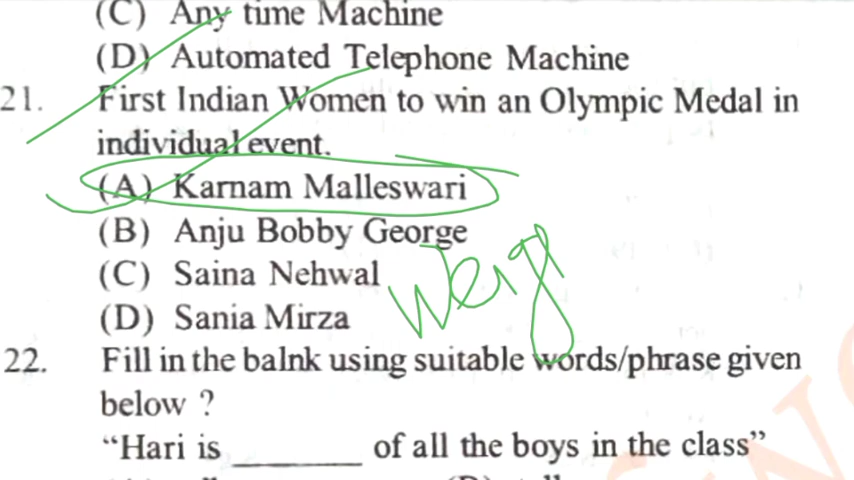 (C) Any time Machine
(D) Automated Telephone Machine
21. First Indian Women to win an Olympic Medal in
individual event.
(A) Karnam Malleswari
(B) Anju Bobby George
(C) Saina Nehwal
(D) Sania Mirza
Weig
22. Fill in the balnk using suitable words/phrase given
below ?
“Hari is ________ of all the boys in the class”